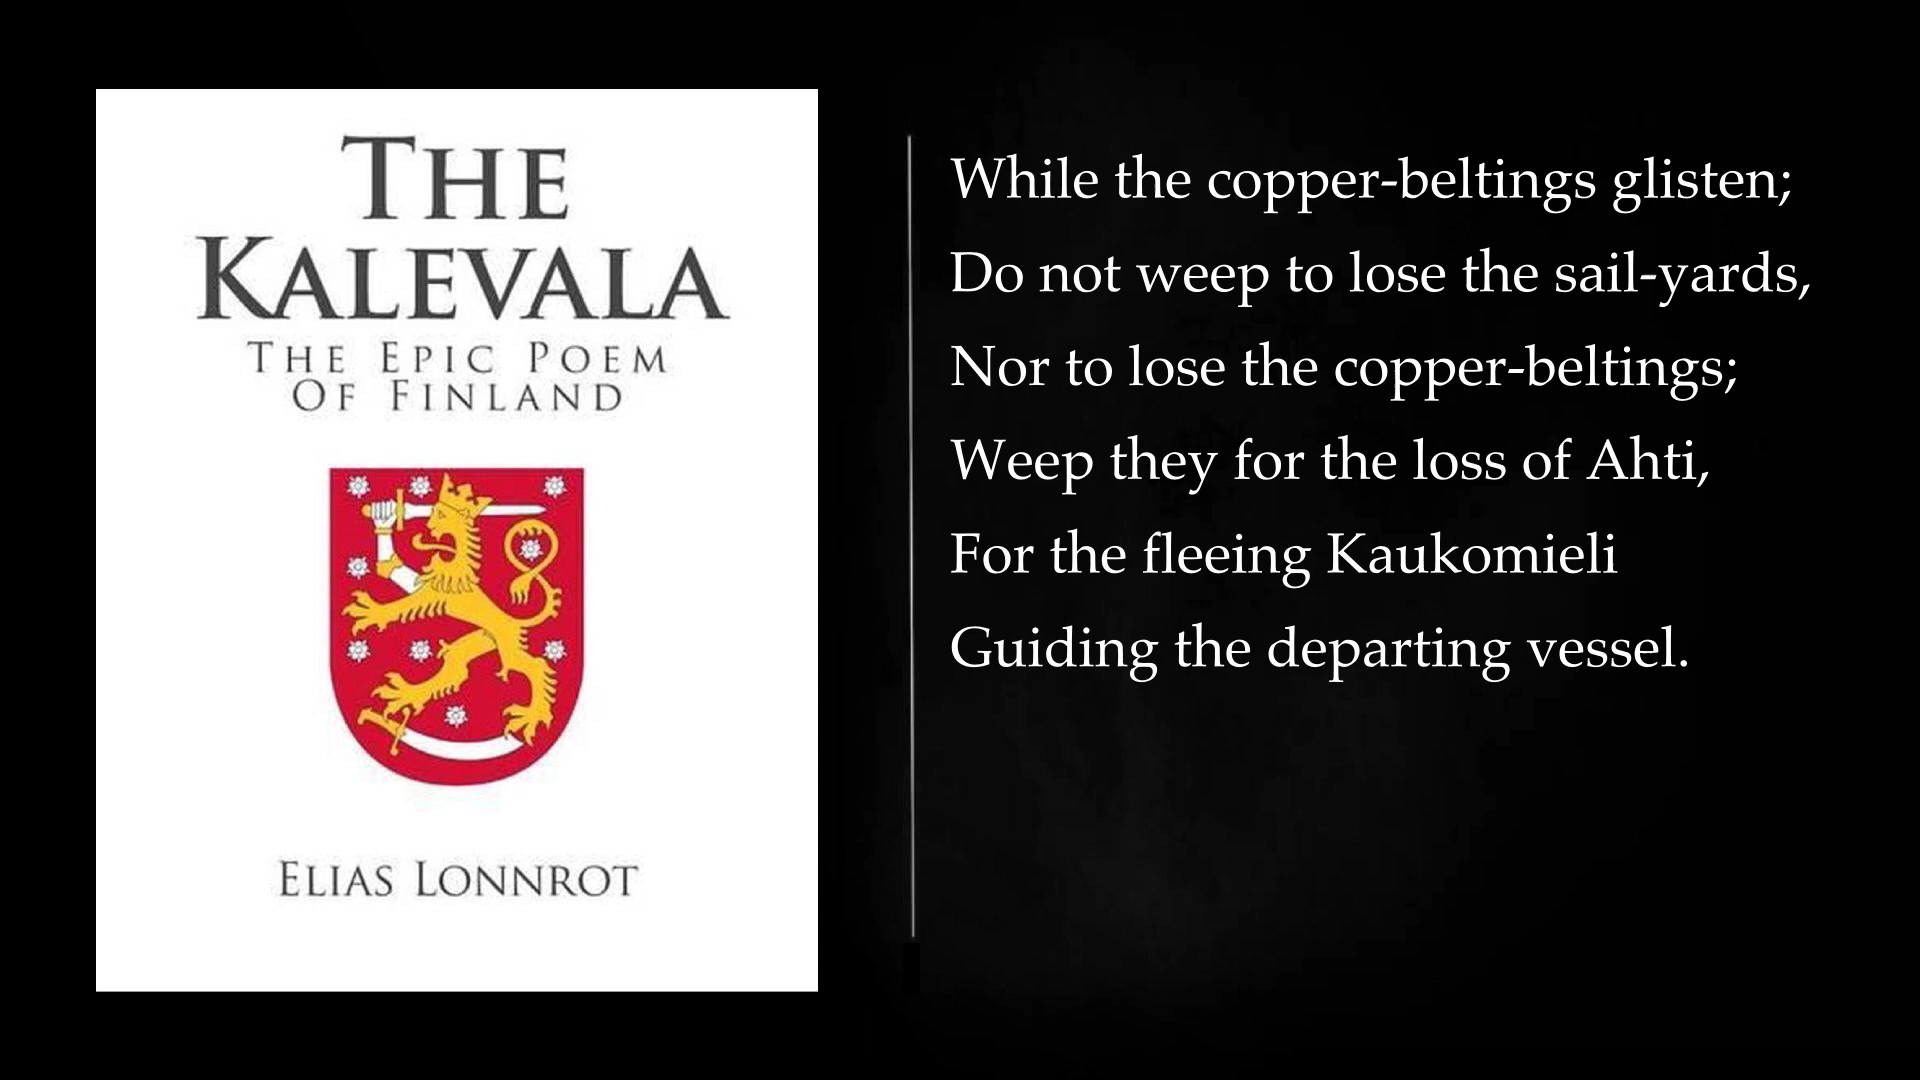 THE
KALEVALA
THE EPIC POEM
OF FINLAND
ELIAS LONNROT
While the copper-beltings glisten;
Do not weep to lose the sail-yards,
Nor to lose the copper-beltings;
Weep they for the loss of Ahti,
For the fleeing Kaukomieli
Guiding the departing vessel.